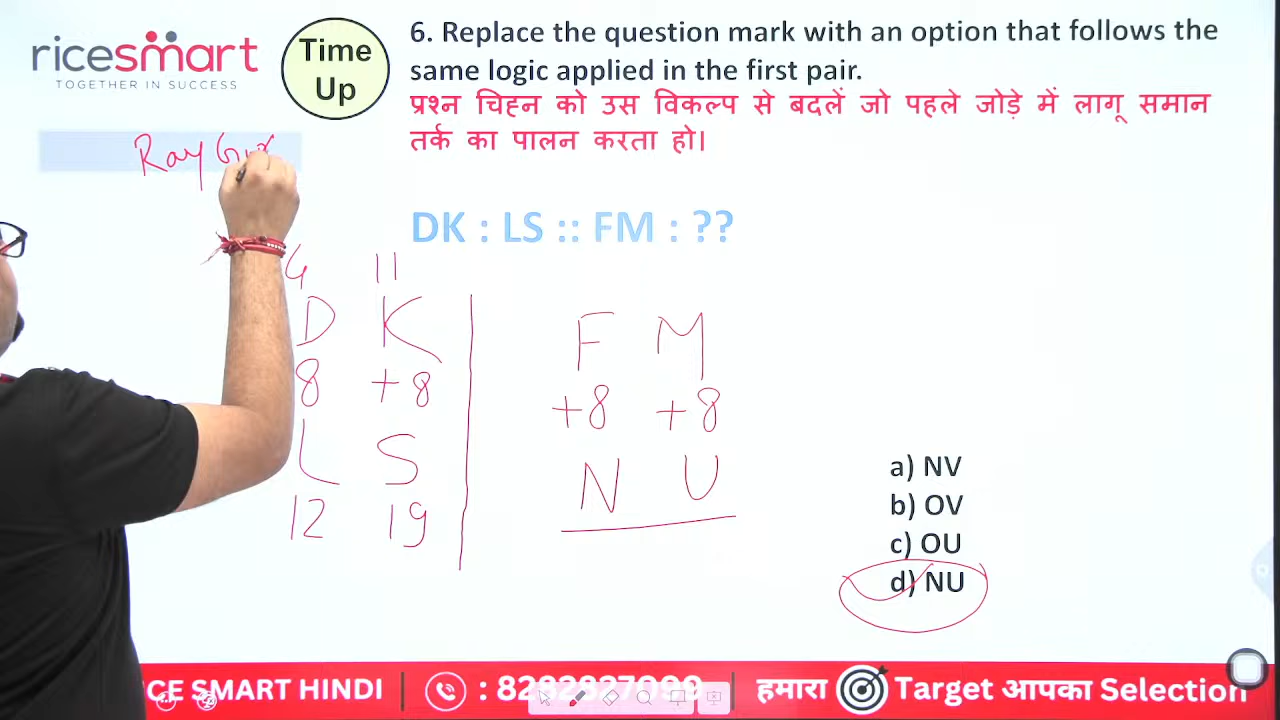 ricesmart
TOGETHER IN SUCCESS
Time
Up
6. Replace the question mark with an option that follows the
same logic applied in the first pair.
प्रश्न चिह्न को उस विकल्प से बदलें जो पहले जोड़े में लागू समान
तर्क का पालन करता हो।
Ray
DK : LS :: FM : ??
4 11
D K
8 +8
L S
12 19
F M
+8 +8
N U
a) NV
b) OV
c) OU
d) NU
CE SMART HINDI
: 8282827099
हमारा
Target आपका Selection